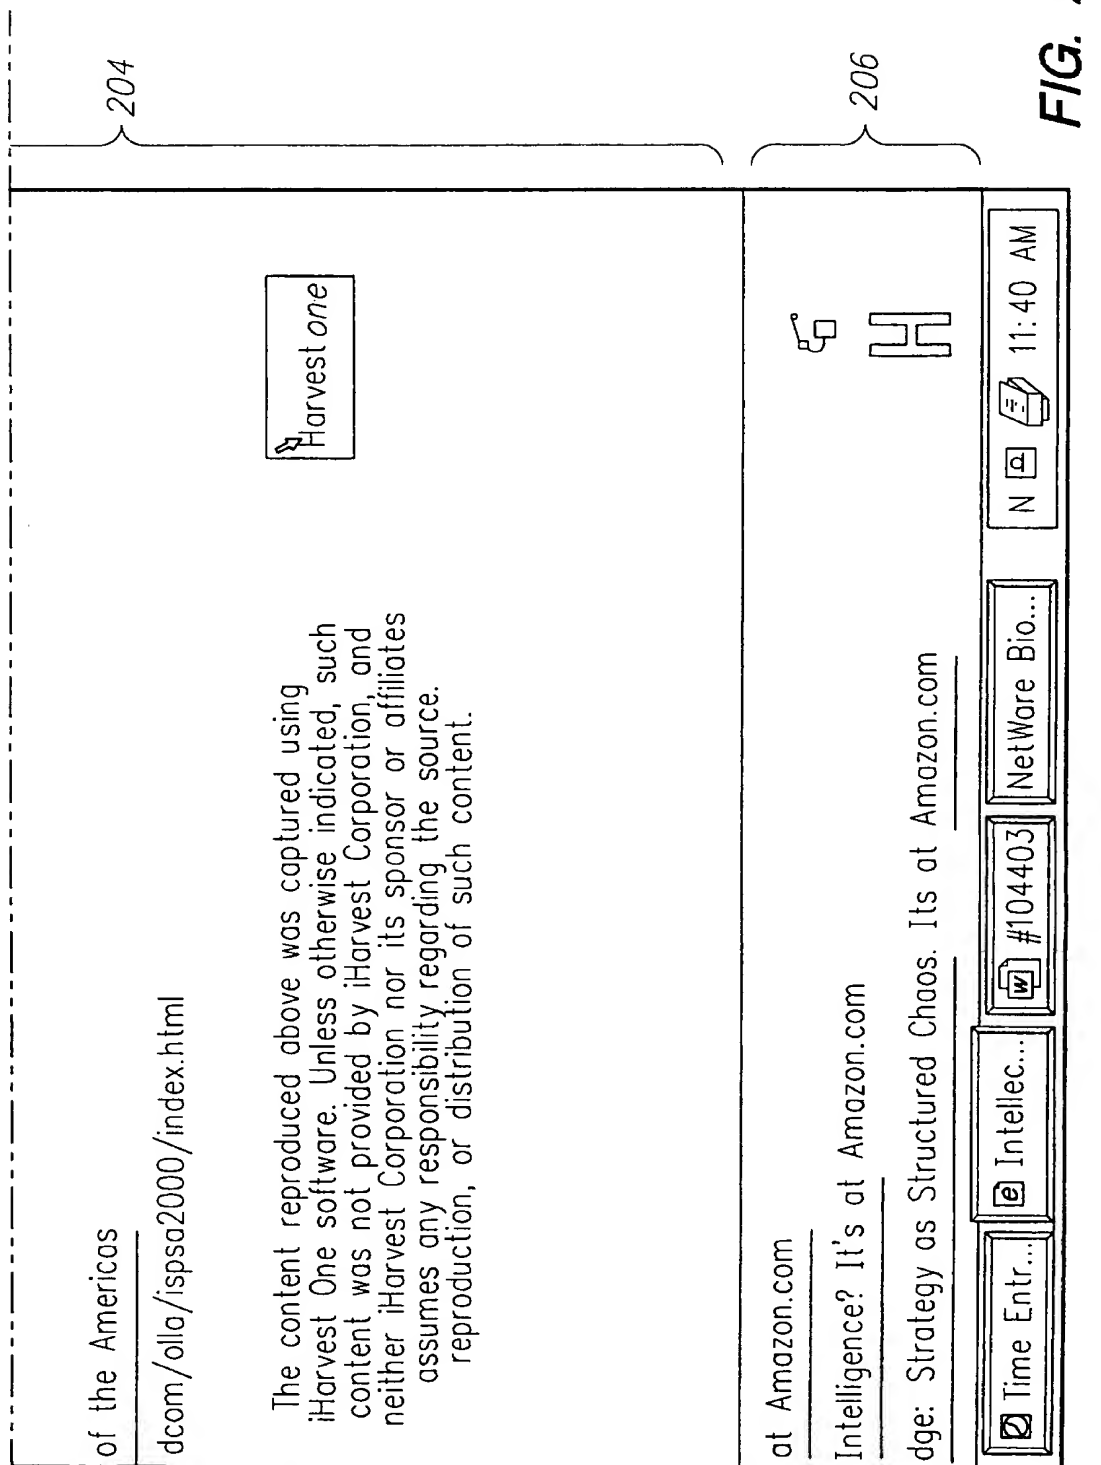 204
of the Americas
dcom/olla/ispsa2000/index.html
The content reproduced above was captured using
iHarvest One software. Unless otherwise indicated, such
content was not provided by iHarvest Corporation, and
neither iHarvest Corporation nor its sponsor or affiliates
assumes any responsibility regarding the source.
reproduction, or distribution of such content.
Harvest one
206
at Amazon.com
Intelligence? It's at Amazon.com
dge: Strategy as Structured Chaos. Its at Amazon.com
H
Time Entr... e Intellec... W #104403 NetWare Bio... N 11:40 AM
FIG.